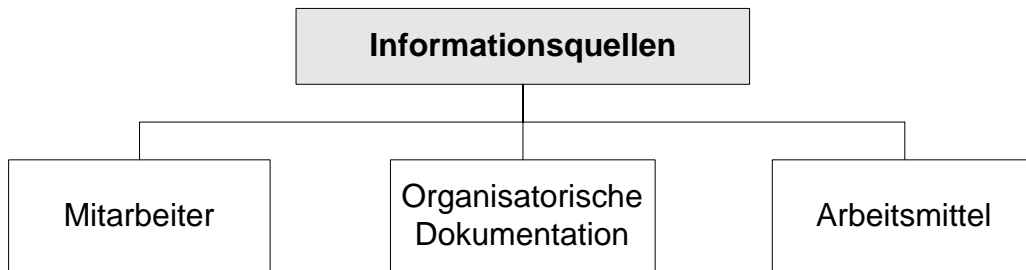 Informationsquellen
Mitarbeiter
Organisatorische
Dokumentation
Arbeitsmittel